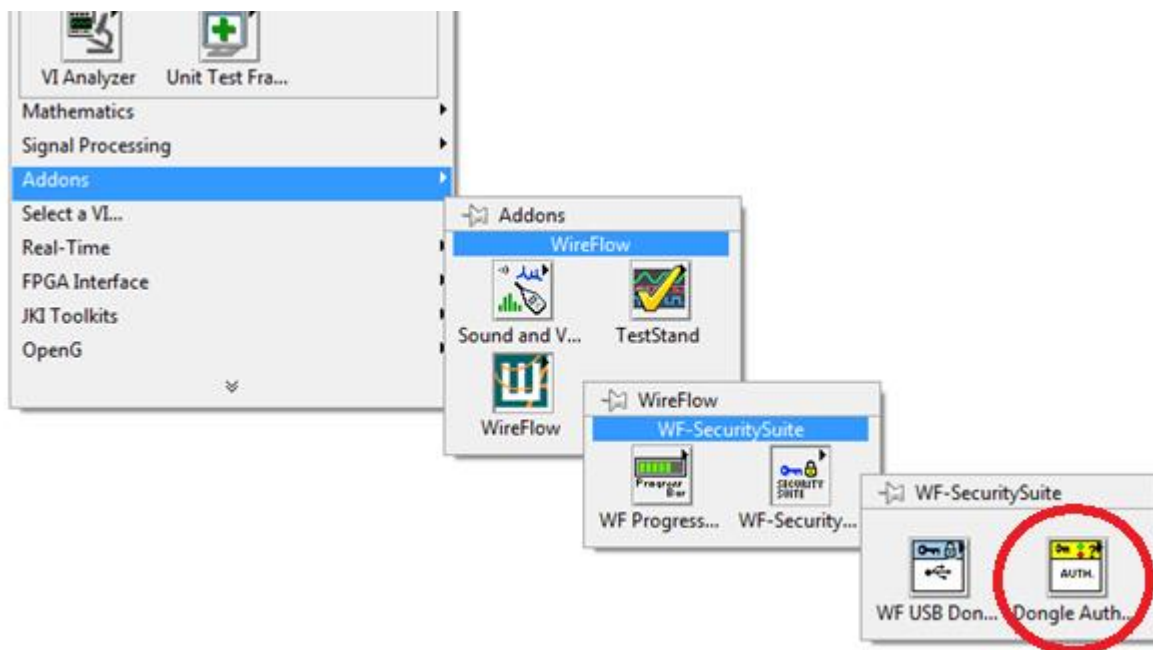 VI Analyzer Unit Test Fra...
Mathematics
Signal Processing
Addons
Select a VI...
Real-Time
FPGA Interface
JKI Toolkits
OpenG
Addons
WireFlow
Sound and V... TestStand
WireFlow
WireFlow
WF-SecuritySuite
Progress
Bar
SECURITY
SUITE
WF Progress... WF-Security...
WF-SecuritySuite
AUTH.
WF USB Don... Dongle Auth...